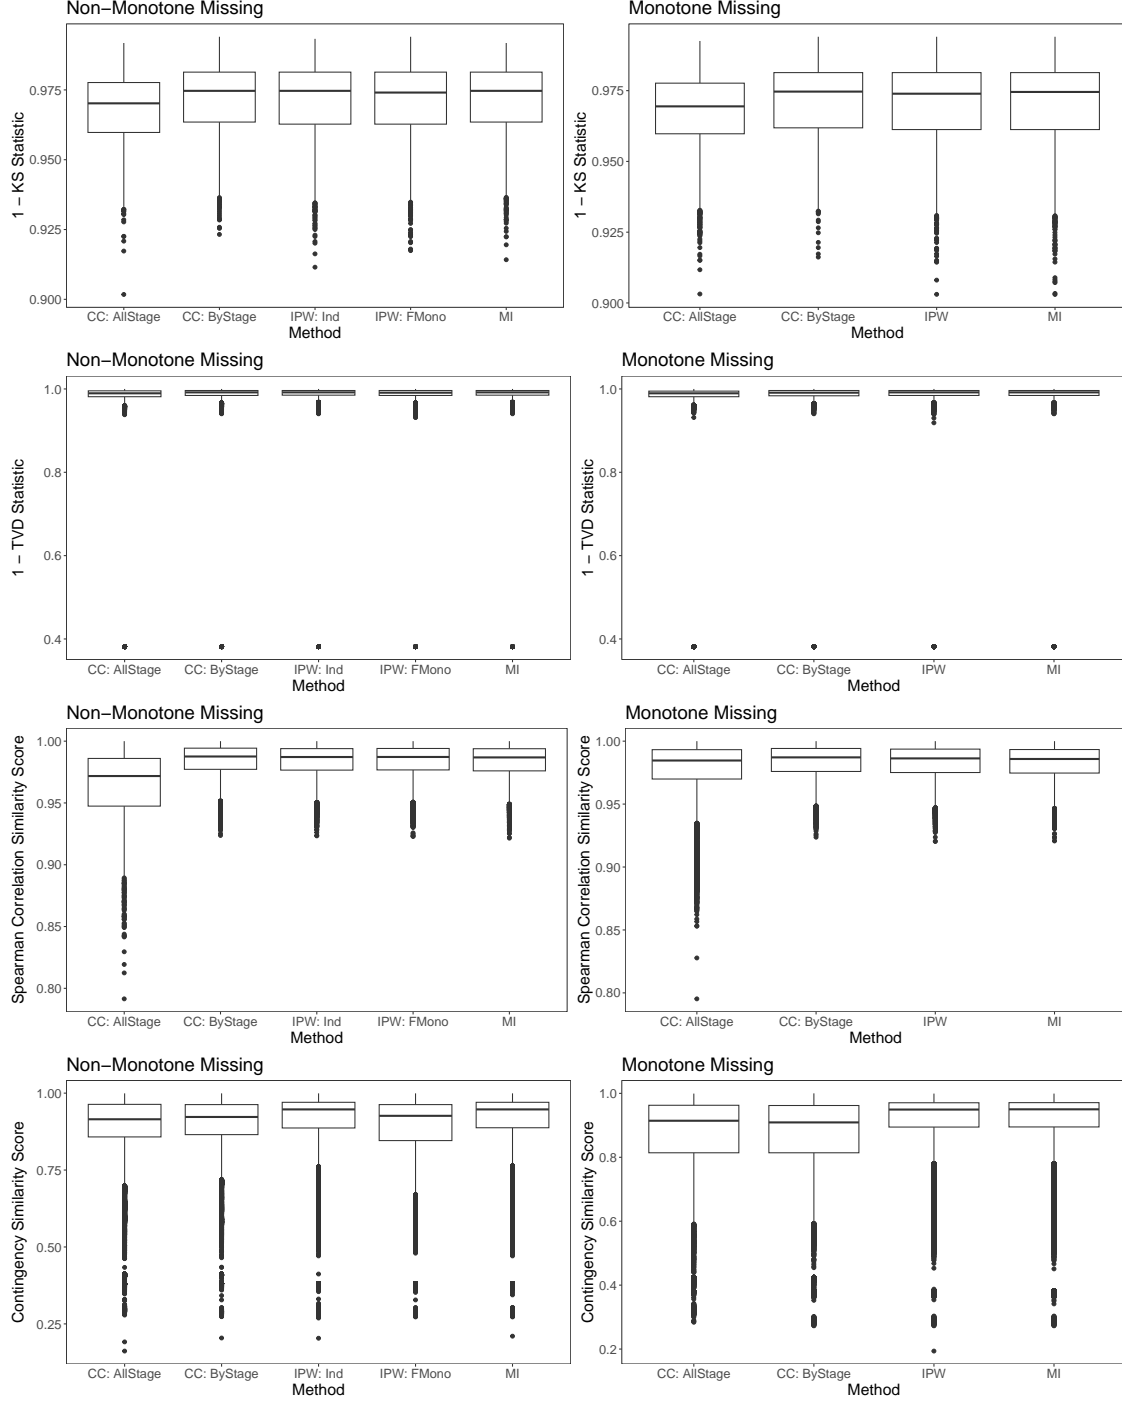 Non−Monotone Missing
1 − KS Statistic
0.975
0.950
0.925
0.900
CC: AllStage CC: ByStage IPW: Ind IPW: FMono MI
Method
Monotone Missing
1 − KS Statistic
0.975
0.950
0.925
0.900
CC: AllStage CC: ByStage IPW MI
Method
Non−Monotone Missing
1 − TVD Statistic
1.0
0.8
0.6
0.4
CC: AllStage CC: ByStage IPW: Ind IPW: FMono MI
Method
Monotone Missing
1 − TVD Statistic
1.0
0.8
0.6
0.4
CC: AllStage CC: ByStage IPW MI
Method
Non−Monotone Missing
Spearman Correlation Similarity Score
1.00
0.95
0.90
0.85
0.80
CC: AllStage CC: ByStage IPW: Ind IPW: FMono MI
Method
Monotone Missing
Spearman Correlation Similarity Score
1.00
0.95
0.90
0.85
0.80
CC: AllStage CC: ByStage IPW MI
Method
Non−Monotone Missing
Contingency Similarity Score
1.00
0.75
0.50
0.25
CC: AllStage CC: ByStage IPW: Ind IPW: FMono MI
Method
Monotone Missing
Contingency Similarity Score
1.0
0.8
0.6
0.4
0.2
CC: AllStage CC: ByStage IPW MI
Method